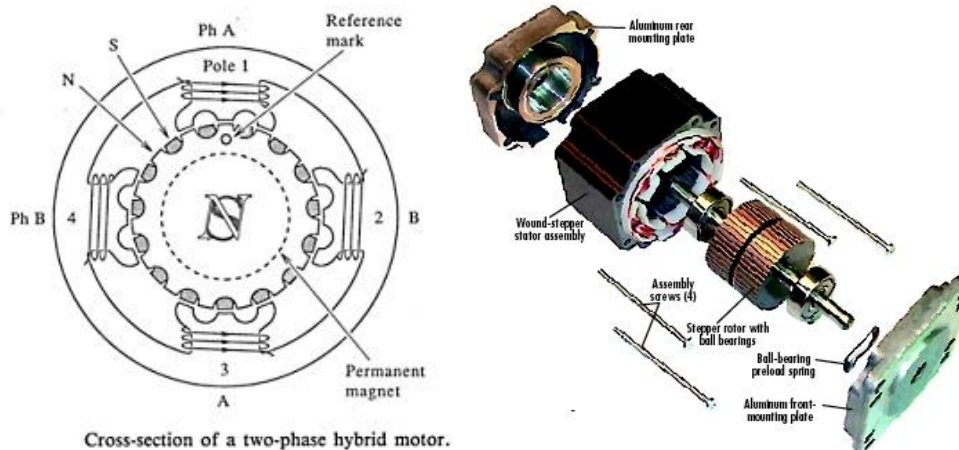 Ph A
Reference
mark
S
Pole 1
N
Ph B
4
2
B
3
A
Permanent
magnet
Cross-section of a two-phase hybrid motor.
Aluminum rear
mounting plate
Wound-stepper
stator assembly
Assembly
screws (4)
Stepper rotor with
ball bearings
Ball-bearing
preload spring
Aluminum front-
mounting plate